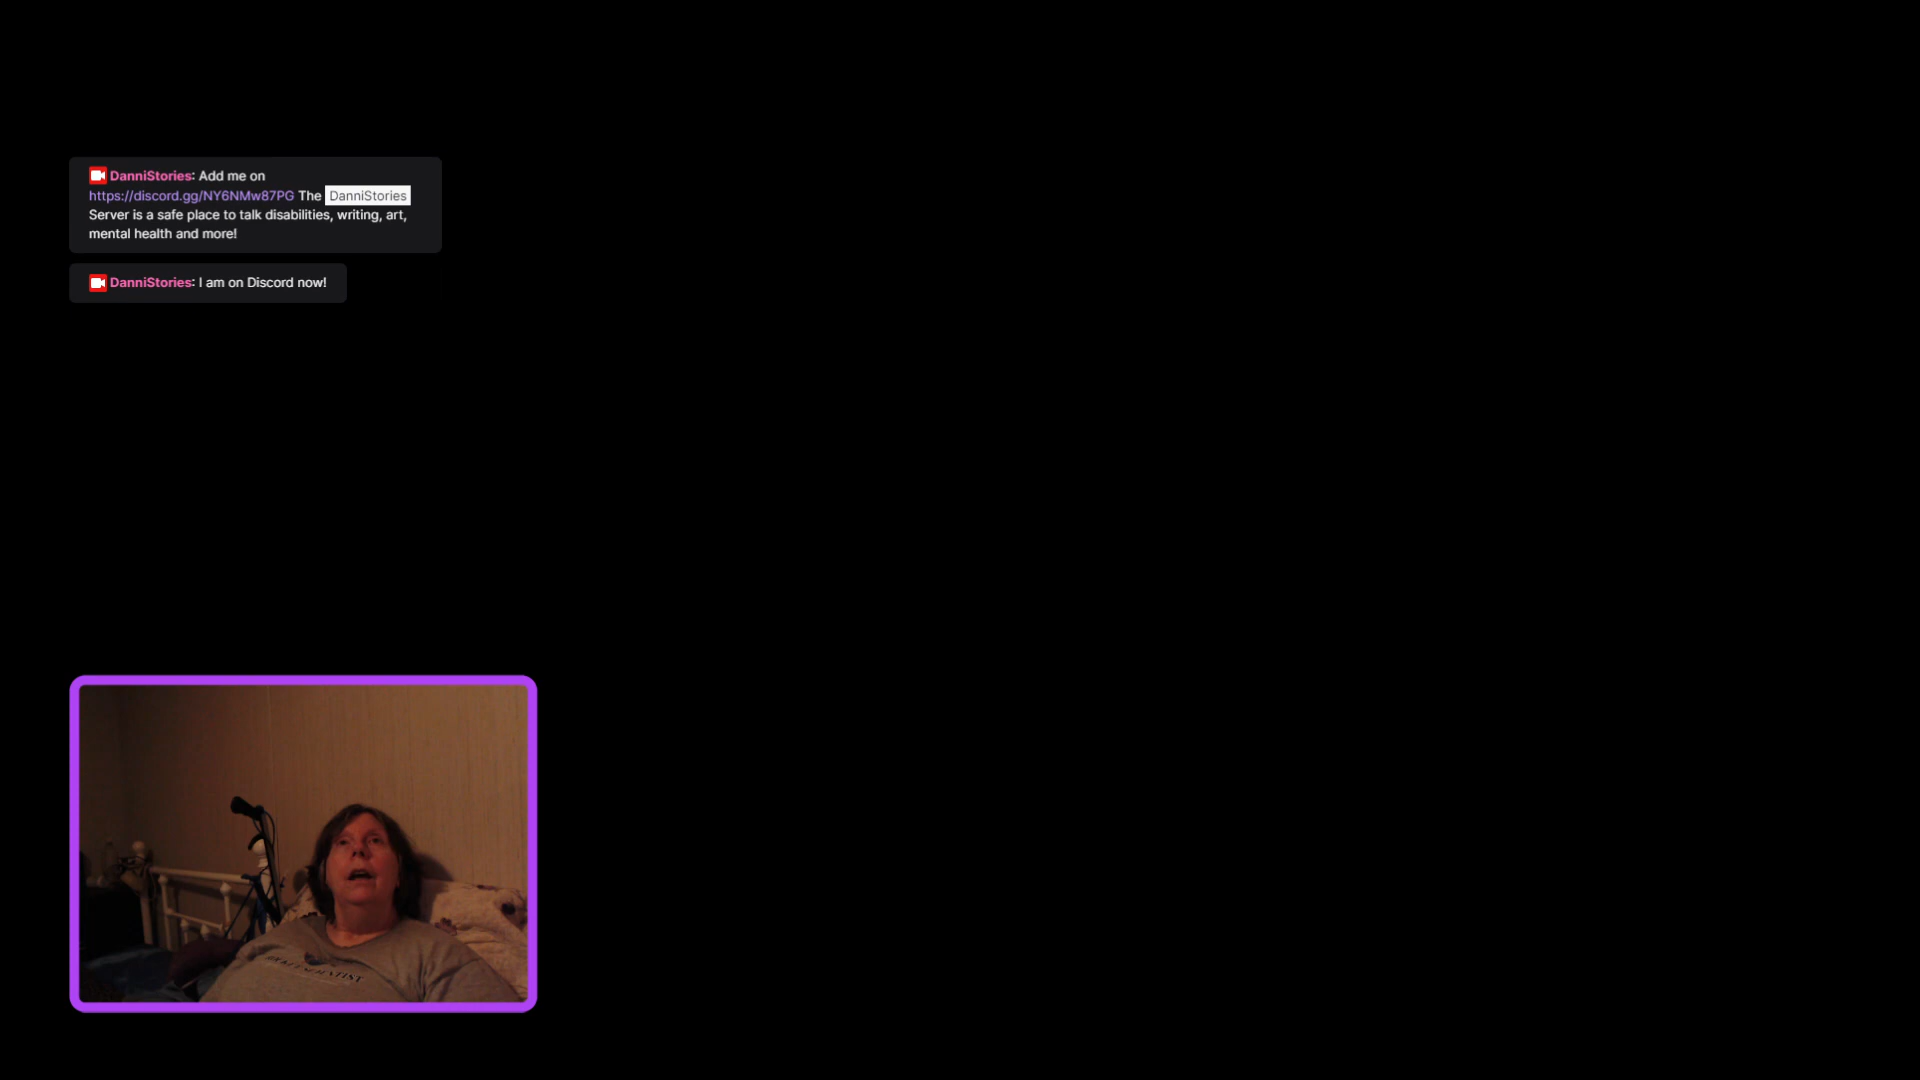 DanniStories: Add me on
https://discord.gg/NY6NMw87PG The DanniStories
Server is a safe place to talk disabilities, writing, art,
mental health and more!
DanniStories: I am on Discord now!